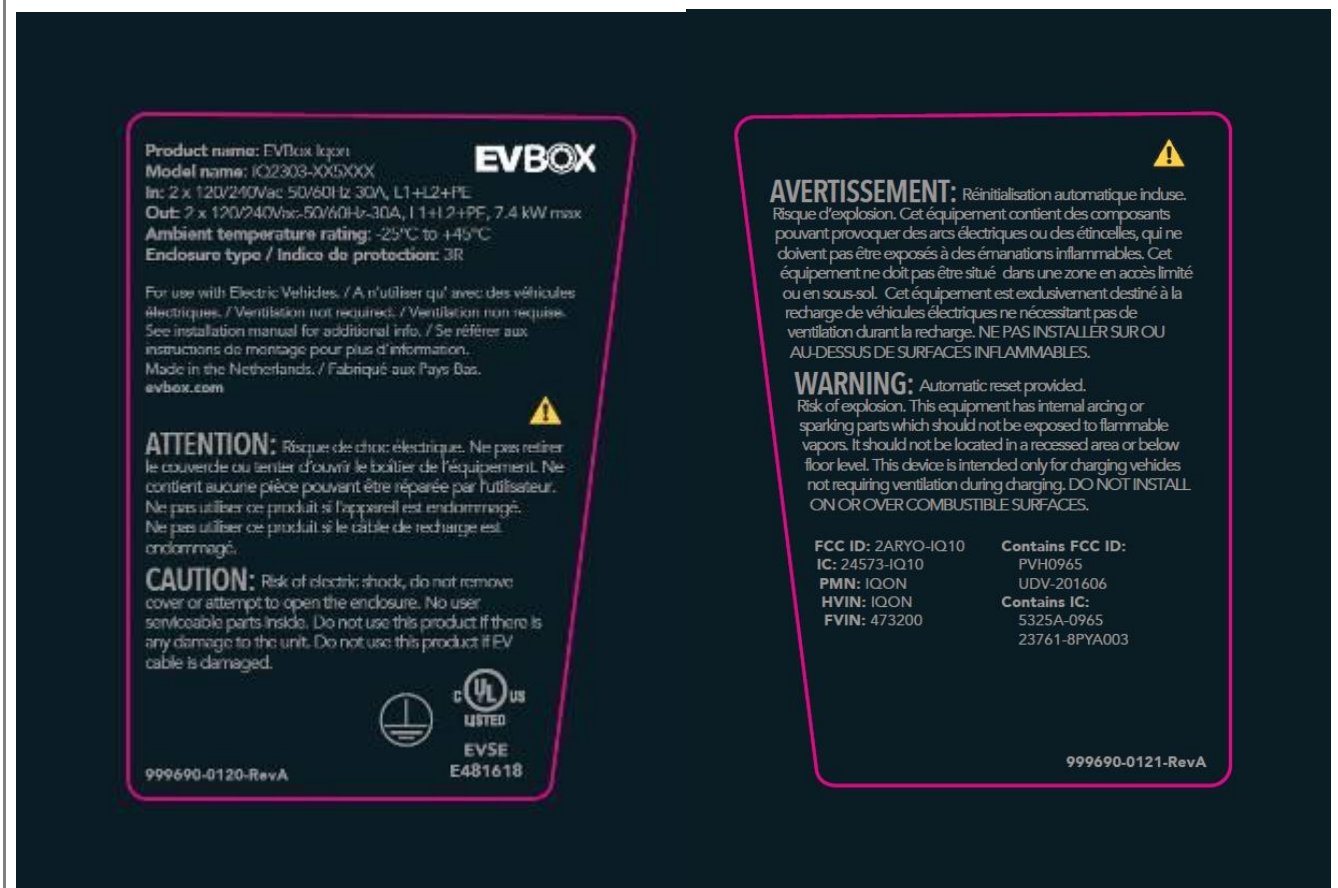 EVBOX
Product name: EVBox Iqon
Model name: IQ2303-XX5XXX
In: 2 x 120/240Vac 50/60Hz 30A, L1+L2+PE
Out: 2 x 120/240Vac-50/60Hz-30A, L1+L2+PE, 7.4 kW max
Ambient temperature rating: -25°C to +45°C
Enclosure type / Indice de protection: 3R
For use with Electric Vehicles. / A n'utiliser qu' avec des véhicules
électriques. / Ventilation not required. / Ventilation non requise.
See installation manual for additional info. / Se référer aux
instructions de montage pour plus d'information.
Made in the Netherlands. / Fabriqué aux Pays Bas.
evbox.com
ATTENTION: Risque de choc électrique. Ne pas retirer
le couvercle ou tenter d'ouvrir le boîtier de l'équipement. Ne
contient aucune pièce pouvant être réparée par l'utilisateur.
Ne pas utiliser ce produit si l'appareil est endommagé.
Ne pas utiliser ce produit si le câble de recharge est
endommagé.
CAUTION: Risk of electric shock, do not remove
cover or attempt to open the enclosure. No user
serviceable parts inside. Do not use this product if there is
any damage to the unit. Do not use this product if EV
cable is damaged.
C UL US
LISTED
EVSE
E481618
999690-0120-RevA
AVERTISSEMENT: Réinitialisation automatique incluse.
Risque d'explosion. Cet équipement contient des composants
pouvant provoquer des arcs électriques ou des étincelles, qui ne
doivent pas être exposés à des émanations inflammables. Cet
équipement ne doit pas être situé dans une zone en accès limité
ou en sous-sol. Cet équipement est exclusivement destiné à la
recharge de véhicules électriques ne nécessitant pas de
ventilation durant la recharge. NE PAS INSTALLER SUR OU
AU-DESSUS DE SURFACES INFLAMMABLES.
WARNING: Automatic reset provided.
Risk of explosion. This equipment has internal arcing or
sparking parts which should not be exposed to flammable
vapors. It should not be located in a recessed area or below
floor level. This device is intended only for charging vehicles
not requiring ventilation during charging. DO NOT INSTALL
ON OR OVER COMBUSTIBLE SURFACES.
FCC ID: 2ARYO-IQ10
IC: 24573-IQ10
PMN: IQON
HVIN: IQON
FVIN: 473200
Contains FCC ID:
PVH0965
UDV-201606
Contains IC:
5325A-0965
23761-8PYA003
999690-0121-RevA